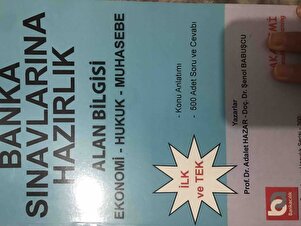 BANKA
SINAVLARINA
HAZIRLIK
ALAN BİLGİSİ
EKONOMİ - HUKUK - MUHASEBE
- Konu Anlatımı
- 500 Adet Soru ve Cevabı
İLK
ve TEK
Yazarlar
Prof. Dr. Adalet HAZAR - Doç. Dr. Şenol BABUŞCU